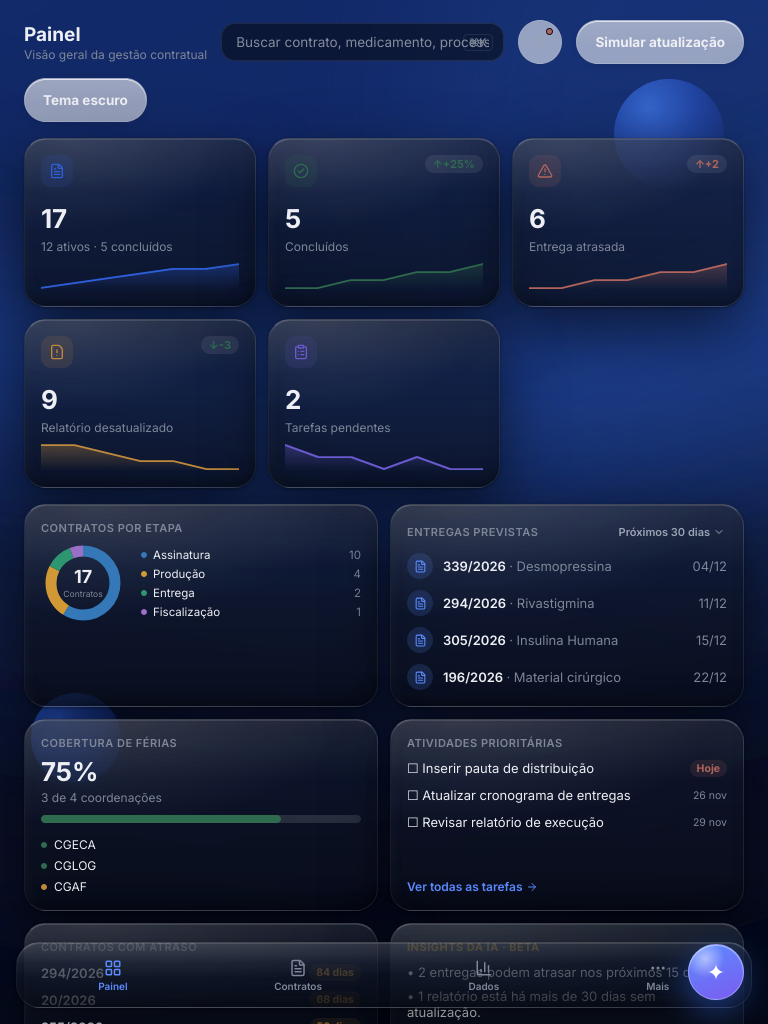 Painel
Visão geral da gestão contratual
Buscar contrato, medicamento, processo
⌘K
Simular atualização
Tema escuro
17
12 ativos · 5 concluídos
↑+25%
5
Concluídos
↑+2
6
Entrega atrasada
↓-3
9
Relatório desatualizado
2
Tarefas pendentes
CONTRATOS POR ETAPA
17
Contratos
Assinatura 10
Produção 4
Entrega 2
Fiscalização 1
ENTREGAS PREVISTAS
Próximos 30 dias
339/2026 · Desmopressina 04/12
294/2026 · Rivastigmina 11/12
305/2026 · Insulina Humana 15/12
196/2026 · Material cirúrgico 22/12
COBERTURA DE FÉRIAS
75%
3 de 4 coordenações
CGECA
CGLOG
CGAF
ATIVIDADES PRIORITÁRIAS
☐ Inserir pauta de distribuição Hoje
☐ Atualizar cronograma de entregas 26 nov
☐ Revisar relatório de execução 29 nov
Ver todas as tarefas →
CONTRATOS COM ATRASO
294/2026 84 dias
20/2026 68 dias
INSIGHTS DA IA · BETA
• 2 entregas podem atrasar nos próximos 15 d
• 1 relatório está há mais de 30 dias sem
atualização.
Painel
Contratos
Dados
Mais